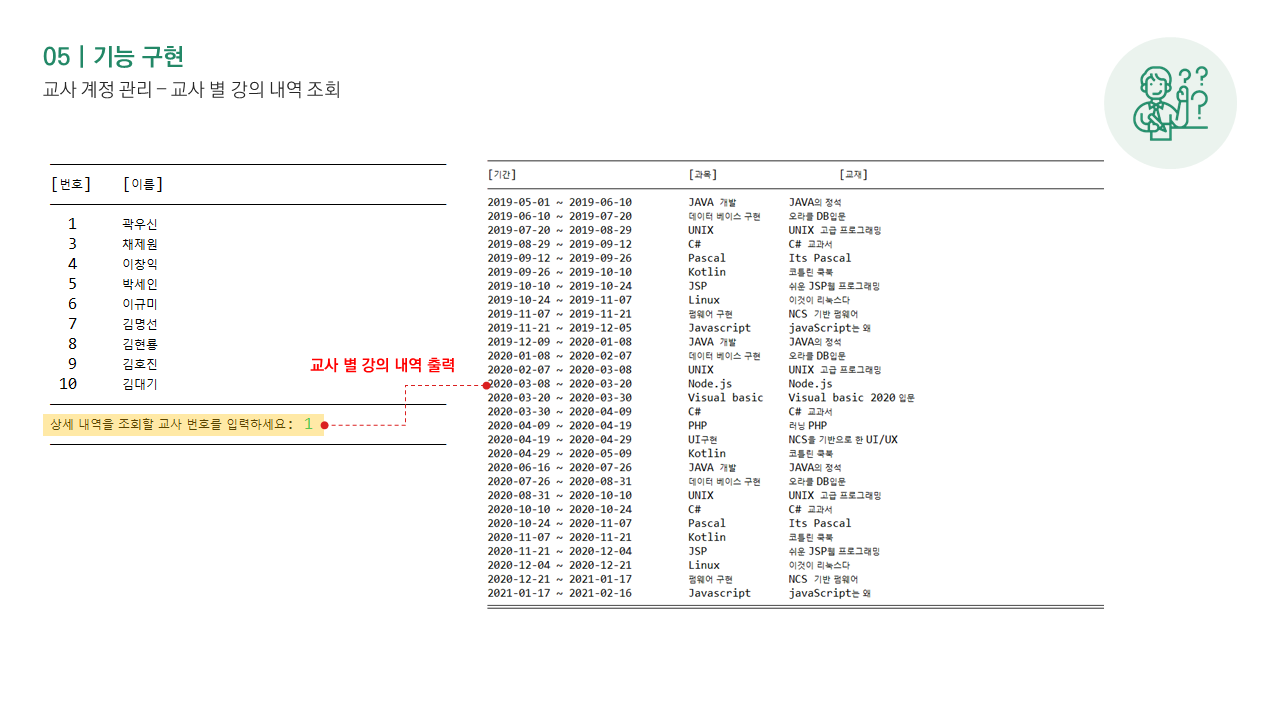 05 | 기능 구현
교사 계정 관리 – 교사 별 강의 내역 조회
[번호] [이름]
1 곽우신
3 채제원
4 이창익
5 박세인
6 이규미
7 김명선
8 김현룡
9 김호진
10 김대기
상세 내역을 조회할 교사 번호를 입력하세요: 1
교사 별 강의 내역 출력
[기간] [과목] [교재]
2019-05-01 ~ 2019-06-10 JAVA 개발 JAVA의 정석
2019-06-10 ~ 2019-07-20 데이터 베이스 구현 오라클 DB입문
2019-07-20 ~ 2019-08-29 UNIX UNIX 고급 프로그래밍
2019-08-29 ~ 2019-09-12 C# C# 교과서
2019-09-12 ~ 2019-09-26 Pascal Its Pascal
2019-09-26 ~ 2019-10-10 Kotlin 코틀린 쿡북
2019-10-10 ~ 2019-10-24 JSP 쉬운 JSP웹 프로그래밍
2019-10-24 ~ 2019-11-07 Linux 이것이 리눅스다
2019-11-07 ~ 2019-11-21 펌웨어 구현 NCS 기반 펌웨어
2019-11-21 ~ 2019-12-05 Javascript javaScript는 왜
2019-12-09 ~ 2020-01-08 JAVA 개발 JAVA의 정석
2020-01-08 ~ 2020-02-07 데이터 베이스 구현 오라클 DB입문
2020-02-07 ~ 2020-03-08 UNIX UNIX 고급 프로그래밍
2020-03-08 ~ 2020-03-20 Node.js Node.js
2020-03-20 ~ 2020-03-30 Visual basic Visual basic 2020 입문
2020-03-30 ~ 2020-04-09 C# C# 교과서
2020-04-09 ~ 2020-04-19 PHP 러닝 PHP
2020-04-19 ~ 2020-04-29 UI구현 NCS을 기반으로 한 UI/UX
2020-04-29 ~ 2020-05-09 Kotlin 코틀린 쿡북
2020-06-16 ~ 2020-07-26 JAVA 개발 JAVA의 정석
2020-07-26 ~ 2020-08-31 데이터 베이스 구현 오라클 DB입문
2020-08-31 ~ 2020-10-10 UNIX UNIX 고급 프로그래밍
2020-10-10 ~ 2020-10-24 C# C# 교과서
2020-10-24 ~ 2020-11-07 Pascal Its Pascal
2020-11-07 ~ 2020-11-21 Kotlin 코틀린 쿡북
2020-11-21 ~ 2020-12-04 JSP 쉬운 JSP웹 프로그래밍
2020-12-04 ~ 2020-12-21 Linux 이것이 리눅스다
2020-12-21 ~ 2021-01-17 펌웨어 구현 NCS 기반 펌웨어
2021-01-17 ~ 2021-02-16 Javascript javaScript는 왜